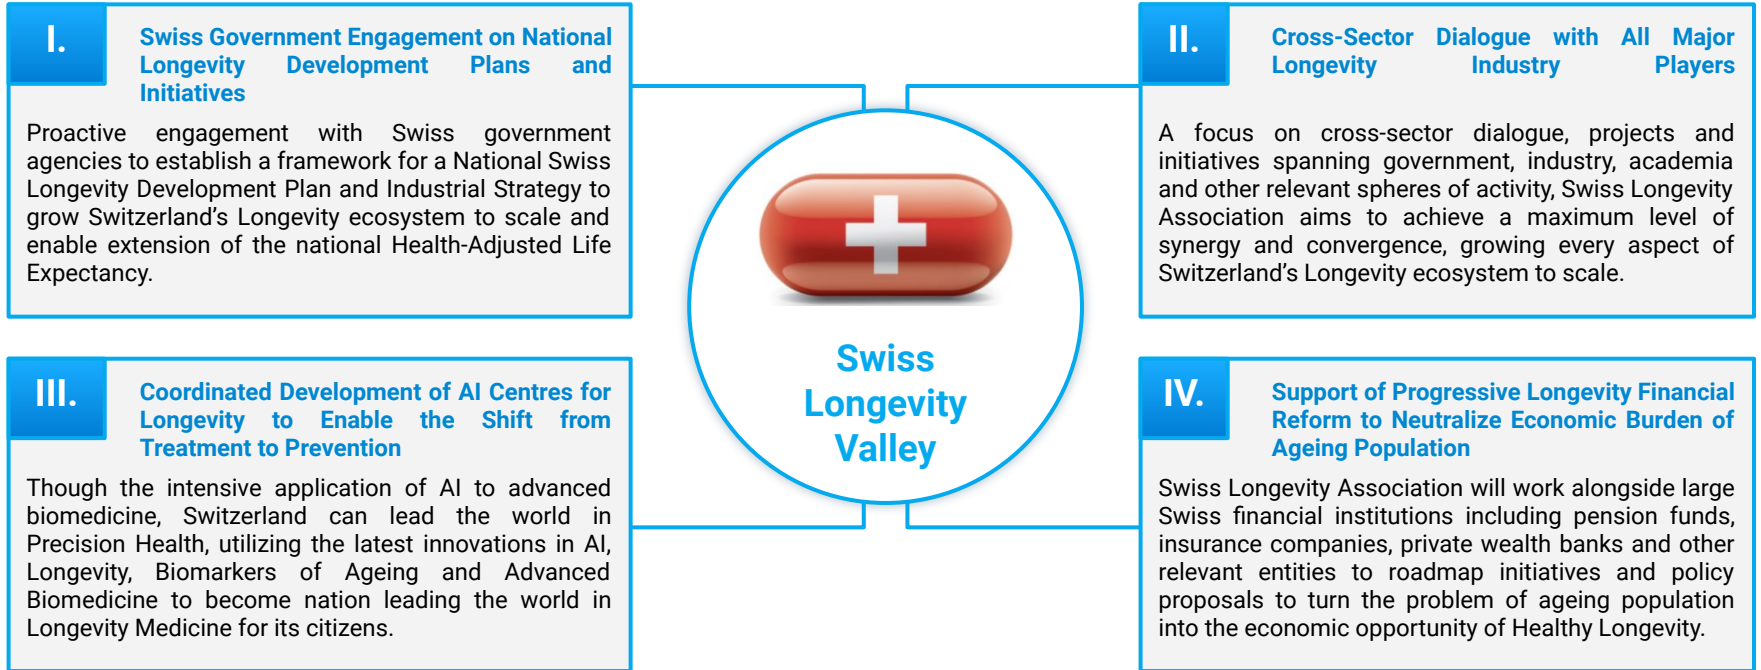 I.
Swiss Government Engagement on National
Longevity Development Plans and
Initiatives
Proactive engagement with Swiss government
agencies to establish a framework for a National Swiss
Longevity Development Plan and Industrial Strategy to
grow Switzerland's Longevity ecosystem to scale and
enable extension of the national Health-Adjusted Life
Expectancy.
II.
Cross-Sector Dialogue with All Major
Longevity Industry Players
A focus on cross-sector dialogue, projects and
initiatives spanning government, industry, academia
and other relevant spheres of activity, Swiss Longevity
Association aims to achieve a maximum level of
synergy and convergence, growing every aspect of
Switzerland's Longevity ecosystem to scale.
Swiss
Longevity
Valley
III.
Coordinated Development of AI Centres for
Longevity to Enable the Shift from
Treatment to Prevention
Though the intensive application of AI to advanced
biomedicine, Switzerland can lead the world in
Precision Health, utilizing the latest innovations in AI,
Longevity, Biomarkers of Ageing and Advanced
Biomedicine to become nation leading the world in
Longevity Medicine for its citizens.
IV.
Support of Progressive Longevity Financial
Reform to Neutralize Economic Burden of
Ageing Population
Swiss Longevity Association will work alongside large
Swiss financial institutions including pension funds,
insurance companies, private wealth banks and other
relevant entities to roadmap initiatives and policy
proposals to turn the problem of ageing population
into the economic opportunity of Healthy Longevity.